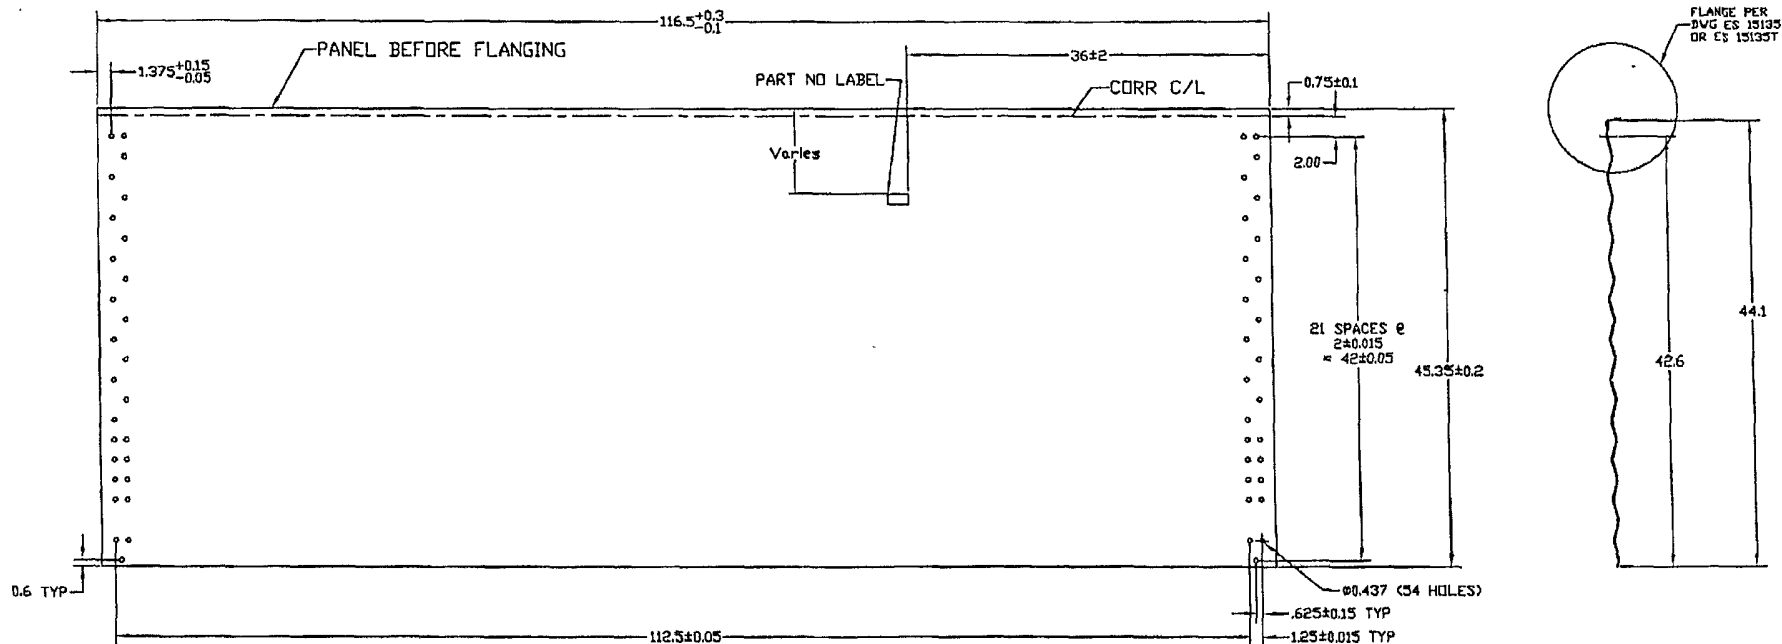 116.5+0.3
-0.1
FLANGE PER
DWG ES 15135
OR ES 15135T
PANEL BEFORE FLANGING
36±2
1.375+0.15
-0.05
PART NO LABEL
CORR C/L
0.75±0.1
Varies
2.00
21 SPACES @
2±0.015
= 42±0.05
45.35±0.2
42.6
44.1
0.6 TYP
ø0.437 (54 HOLES)
.625±0.15 TYP
112.5±0.05
1.25±0.015 TYP